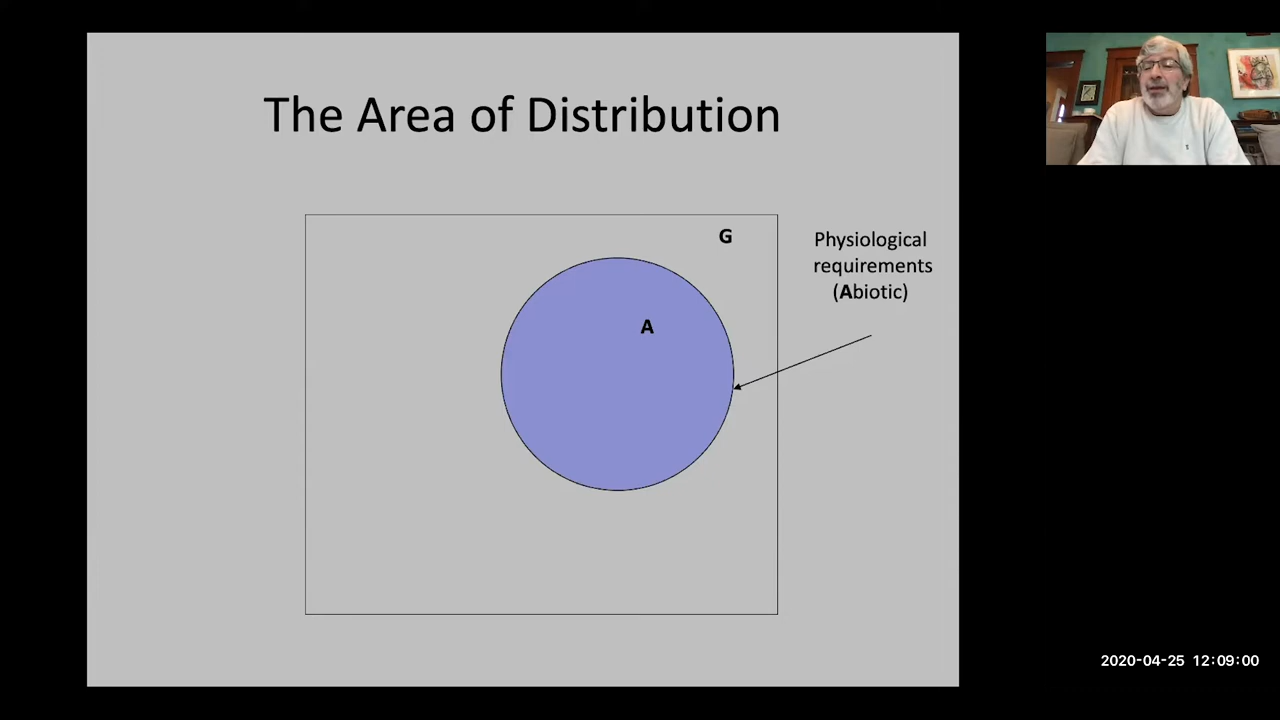 The Area of Distribution
G
Physiological
requirements
(Abiotic)
A
2020-04-25 12:09:00